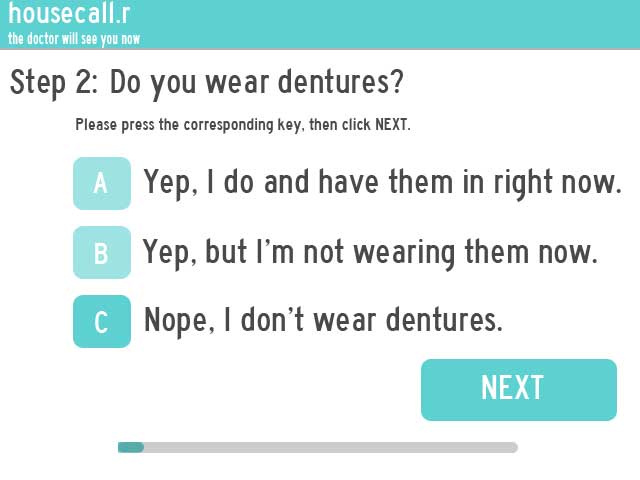 housecall.r
the doctor will see you now
Step 2: Do you wear dentures?
Please press the corresponding key, then click NEXT.
A Yep, I do and have them in right now.
B Yep, but I'm not wearing them now.
C Nope, I don't wear dentures.
NEXT